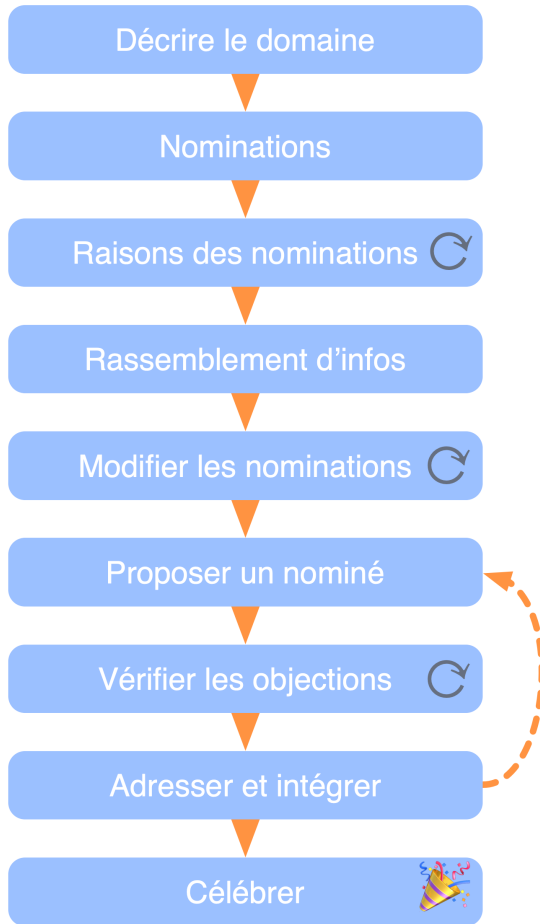 Décrire le domaine
Nominations
Raisons des nominations
Rassemblement d’infos
Modifier les nominations
Proposer un nominé
Vérifier les objections
Adresser et intégrer
Célébrer